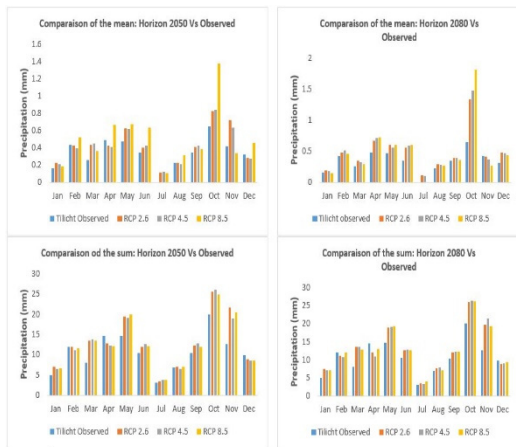 Comparaison of the mean: Horizon 2050 Vs Observed
Precipitation (mm)
1.6
1.4
1.2
1
0.8
0.6
0.4
0.2
0
Jan Feb Mar Apr May Jun Jul Aug Sep Oct Nov Dec
Tilicht Observed RCP 2.6 RCP 4.5 RCP 8.5
Comparaison of the mean: Horizon 2080 Vs
Observed
Precipitation (mm)
2
1.5
1
0.5
0
Jan Feb Mar Apr May Jun Jul Aug Sep Oct Nov Dec
Tilicht Observed RCP 2.6 RCP 4.5 RCP 8.5
Comparaison od the sum: Horizon 2050 Vs Observed
Precipitation (mm)
30
25
20
15
10
5
0
Jan Feb Mar Apr May Jun Jul Aug Sep Oct Nov Dec
Tilicht Observed RCP 2.6 RCP 4.5 RCP 8.5
Comparison of the sum: Horizon 2080 Vs
Observed
Precipitation (mm)
30
25
20
15
10
5
0
Jan Feb Mar Apr May Jun Jul Aug Sep Oct Nov Dec
Tilicht Observed RCP 2.6 RCP 4.5 RCP 8.5